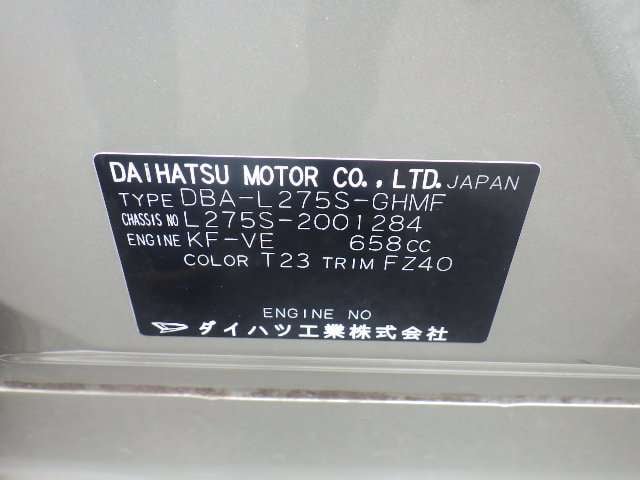 DAIHATSU MOTOR CO., LTD. JAPAN
TYPE DBA-L275S-GHMF
CHASSIS NO L275S-2001284
ENGINE KF-VE 658CC
COLOR T23 TRIM FZ40
ENGINE NO
ダイハツ工業株式会社